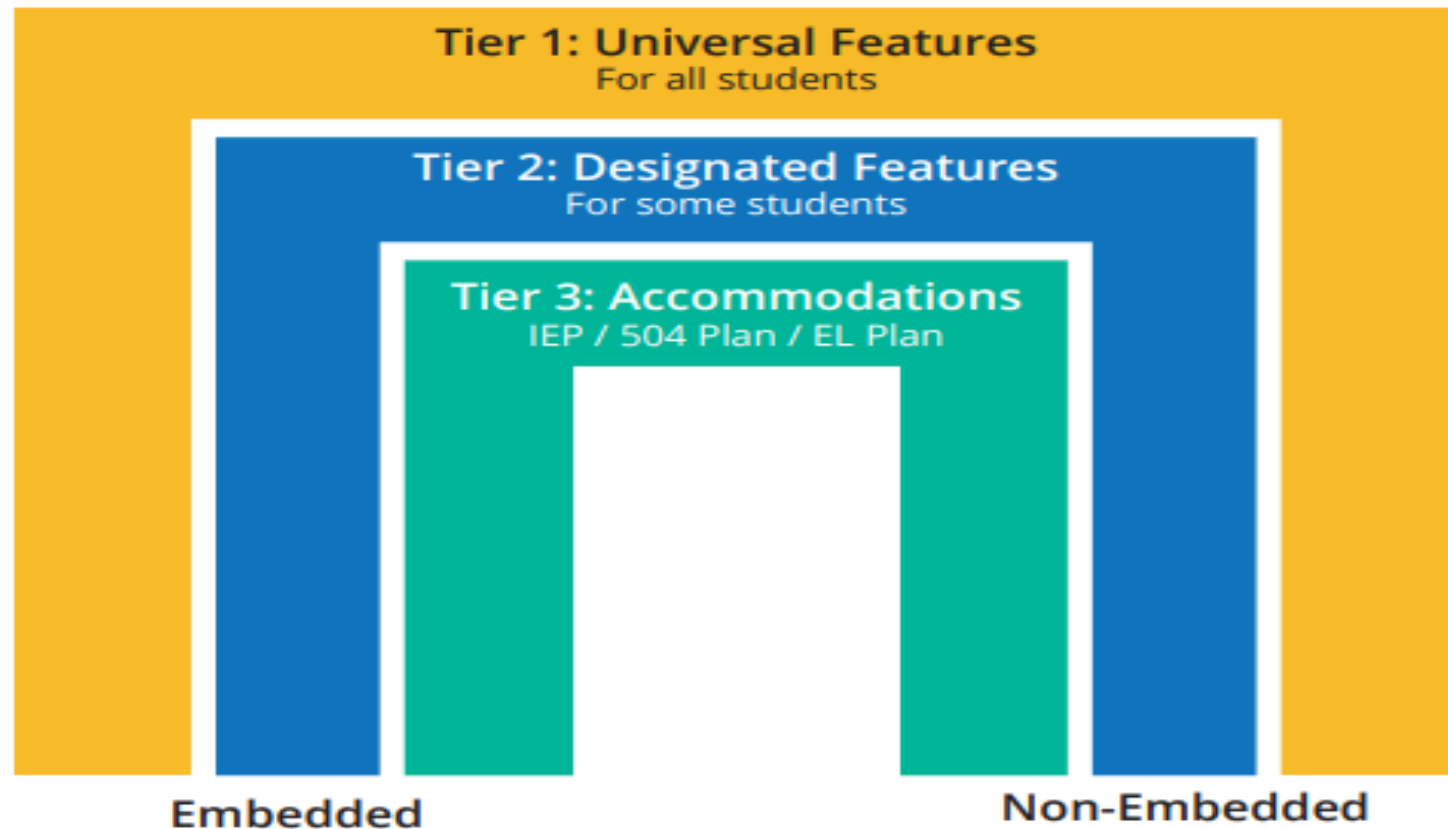 Tier 1: Universal Features
For all students
Tier 2: Designated Features
For some students
Tier 3: Accommodations
IEP / 504 Plan / EL Plan
Embedded
Non-Embedded